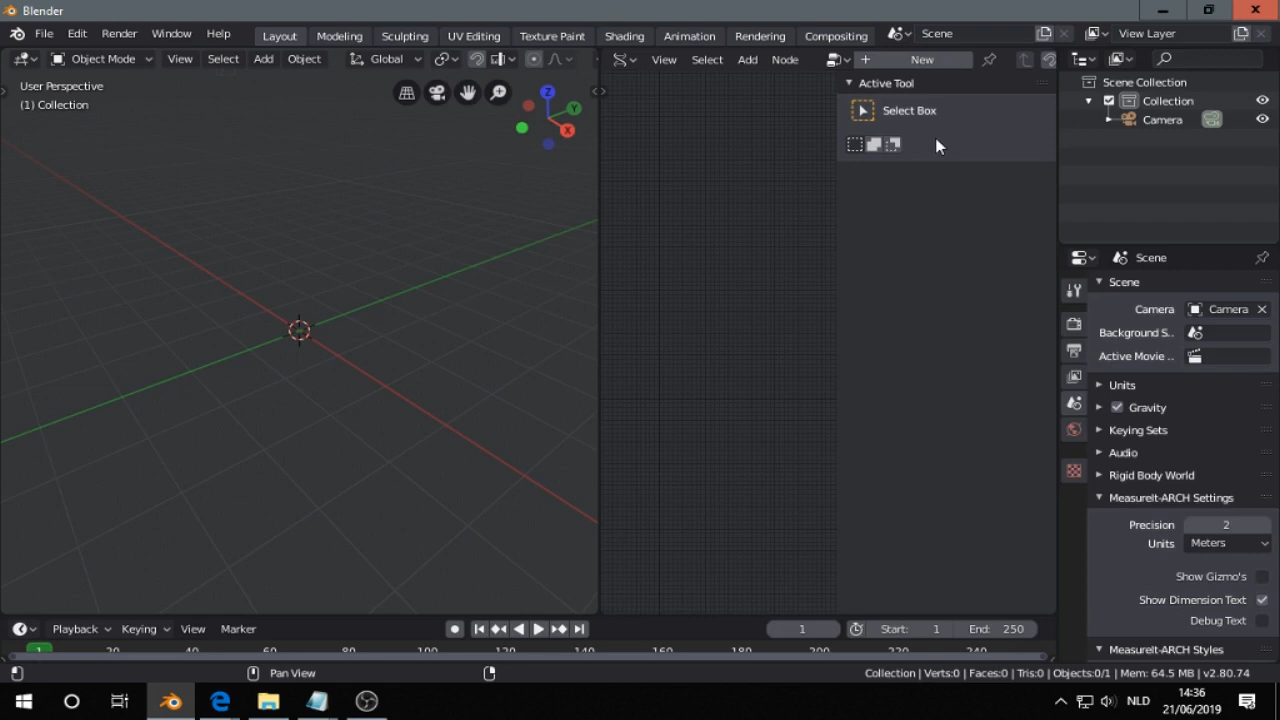 Blender
File Edit Render Window Help Layout Modeling Sculpting UV Editing Texture Paint Shading Animation Rendering Compositing Scene View Layer
Object Mode View Select Add Object Global View Select Add Node New
User Perspective
(1) Collection
Z
Y
X
Active Tool
Select Box
Scene Collection
Collection
Camera
Scene
Scene
Camera Camera
Background S..
Active Movie ..
Units
Gravity
Keying Sets
Audio
Rigid Body World
MeasureIt-ARCH Settings
Precision 2
Units Meters
Show Gizmo's
Show Dimension Text
Debug Text
MeasureIt-ARCH Styles
Playback Keying View Marker 1 Start: 1 End: 250
1 20 40 60 80 100 120 140 160 180 200 220 240
Pan View Collection | Verts:0 | Faces:0 | Tris:0 | Objects:0/1 | Mem: 64.5 MB | v2.80.74
NLD
14:36
21/06/2019